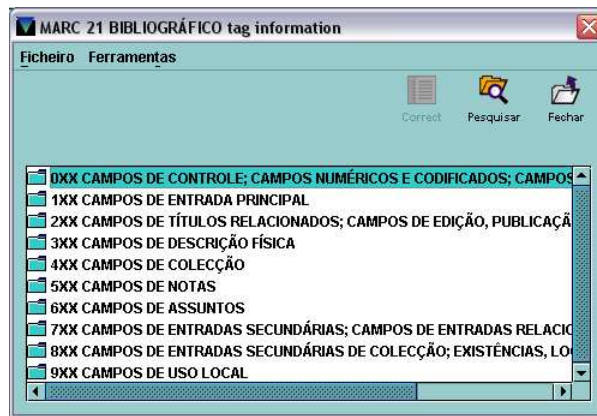 MARC 21 BIBLIOGRÁFICO tag information
Ficheiro Ferramentas
Correct Pesquisar Fechar
0XX CAMPOS DE CONTROLE; CAMPOS NUMÉRICOS E CODIFICADOS; CAMPOS
1XX CAMPOS DE ENTRADA PRINCIPAL
2XX CAMPOS DE TÍTULOS RELACIONADOS; CAMPOS DE EDIÇÃO, PUBLICAÇÃ
3XX CAMPOS DE DESCRIÇÃO FÍSICA
4XX CAMPOS DE COLECÇÃO
5XX CAMPOS DE NOTAS
6XX CAMPOS DE ASSUNTOS
7XX CAMPOS DE ENTRADAS SECUNDÁRIAS; CAMPOS DE ENTRADAS RELACIO
8XX CAMPOS DE ENTRADAS SECUNDÁRIAS DE COLECÇÃO; EXISTÊNCIAS, LO
9XX CAMPOS DE USO LOCAL